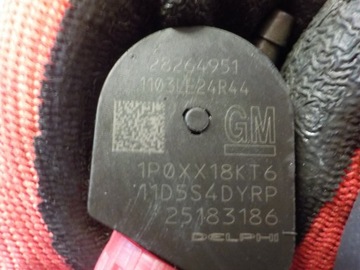 28264951
1103LE24R44
GM
1P0XX18KT6
11D5S4DYRP
25183186
DELPHI